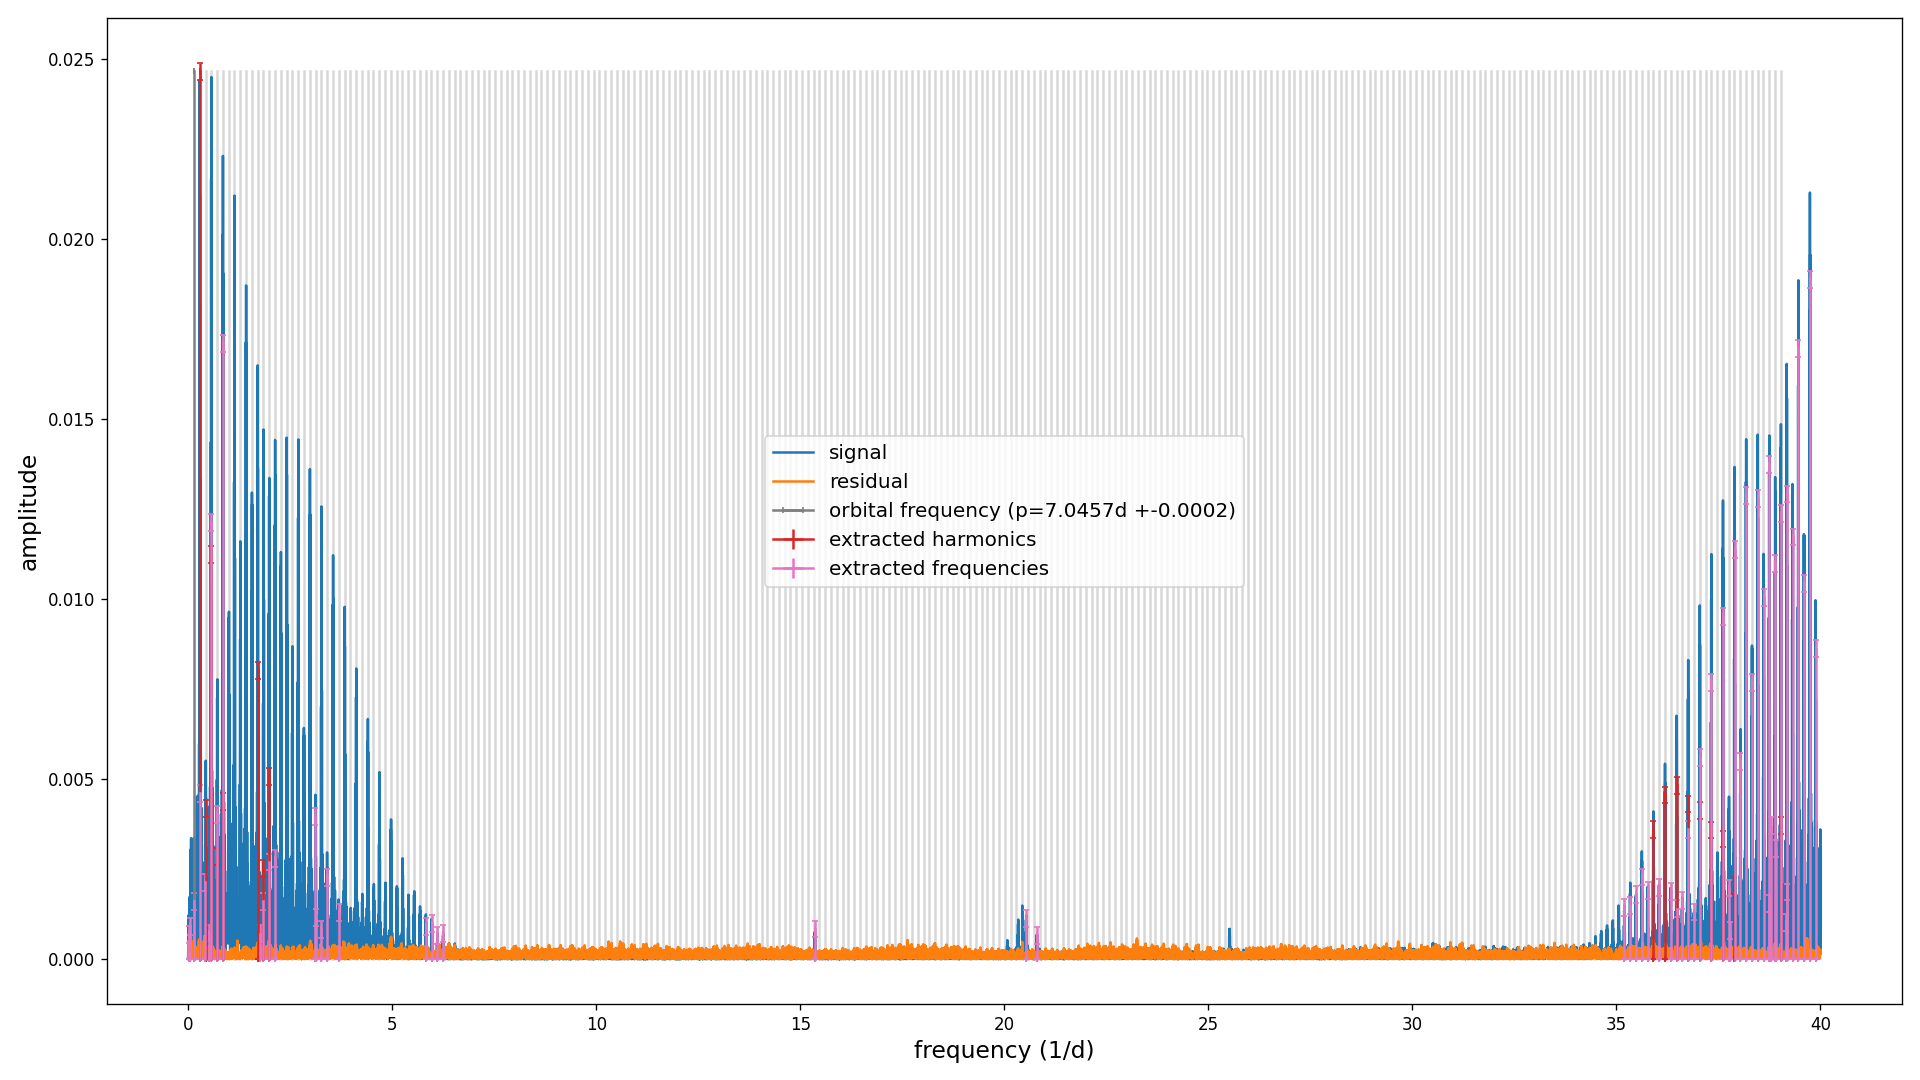 0.025
0.020
0.015
0.010
0.005
0.000
amplitude
signal
residual
orbital frequency (p=7.0457d +-0.0002)
extracted harmonics
extracted frequencies
0 5 10 15 20 25 30 35 40
frequency (1/d)